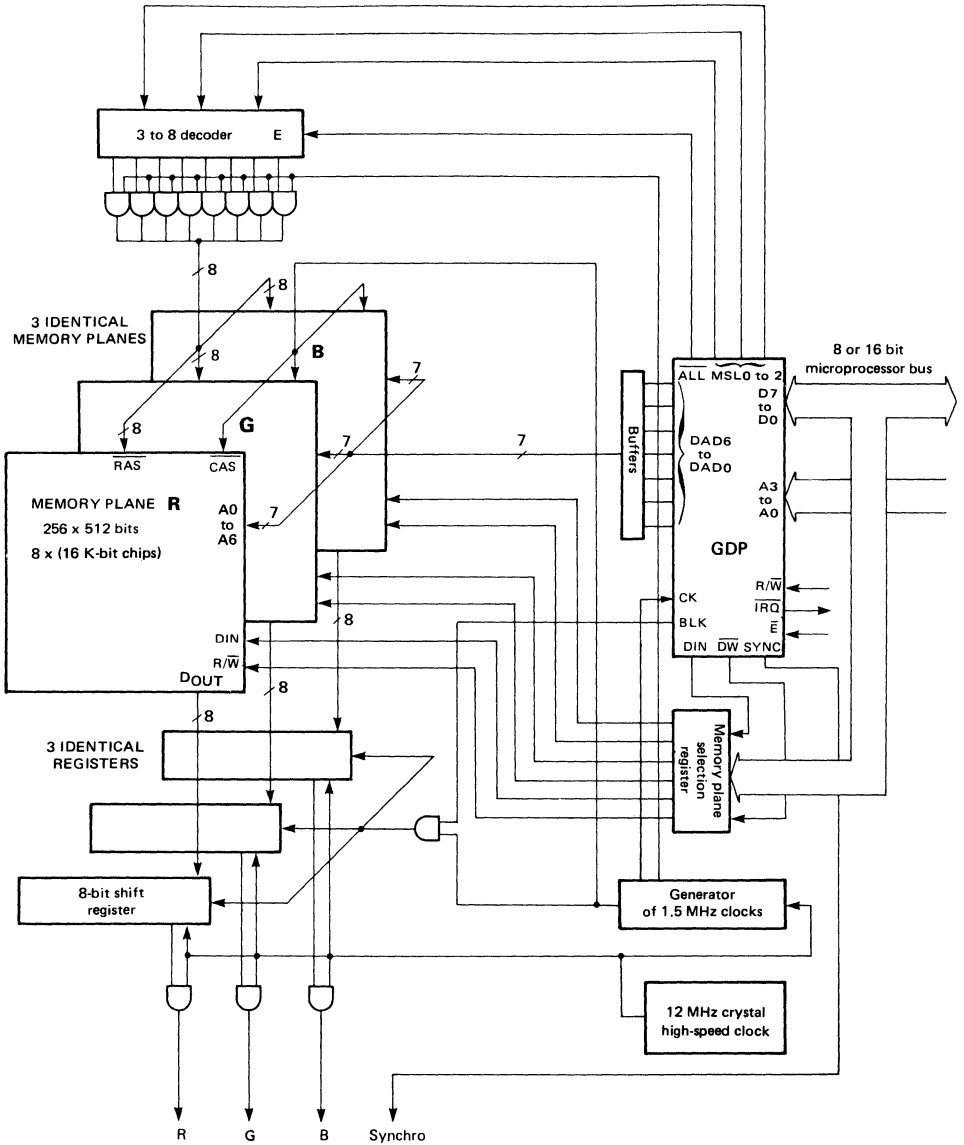 3 to 8 decoder E
8
8
3 IDENTICAL
MEMORY PLANES
8
B
7
8 or 16 bit
microprocessor bus
ALL MSL0 to 2
D7
to
D0
8
G
7
7
Buffers
DAD6
to
DAD0
RAS CAS
MEMORY PLANE R
256 x 512 bits
8 x (16 K-bit chips)
A0
to
A6
7
A3
to
A0
GDP
R/W
CK
IRQ
BLK
E
DIN DW SYNC
8
DIN
R/W
DOUT
8
8
3 IDENTICAL
REGISTERS
Memory plane
selection
register
8-bit shift
register
Generator
of 1.5 MHz clocks
12 MHz crystal
high-speed clock
R G B Synchro